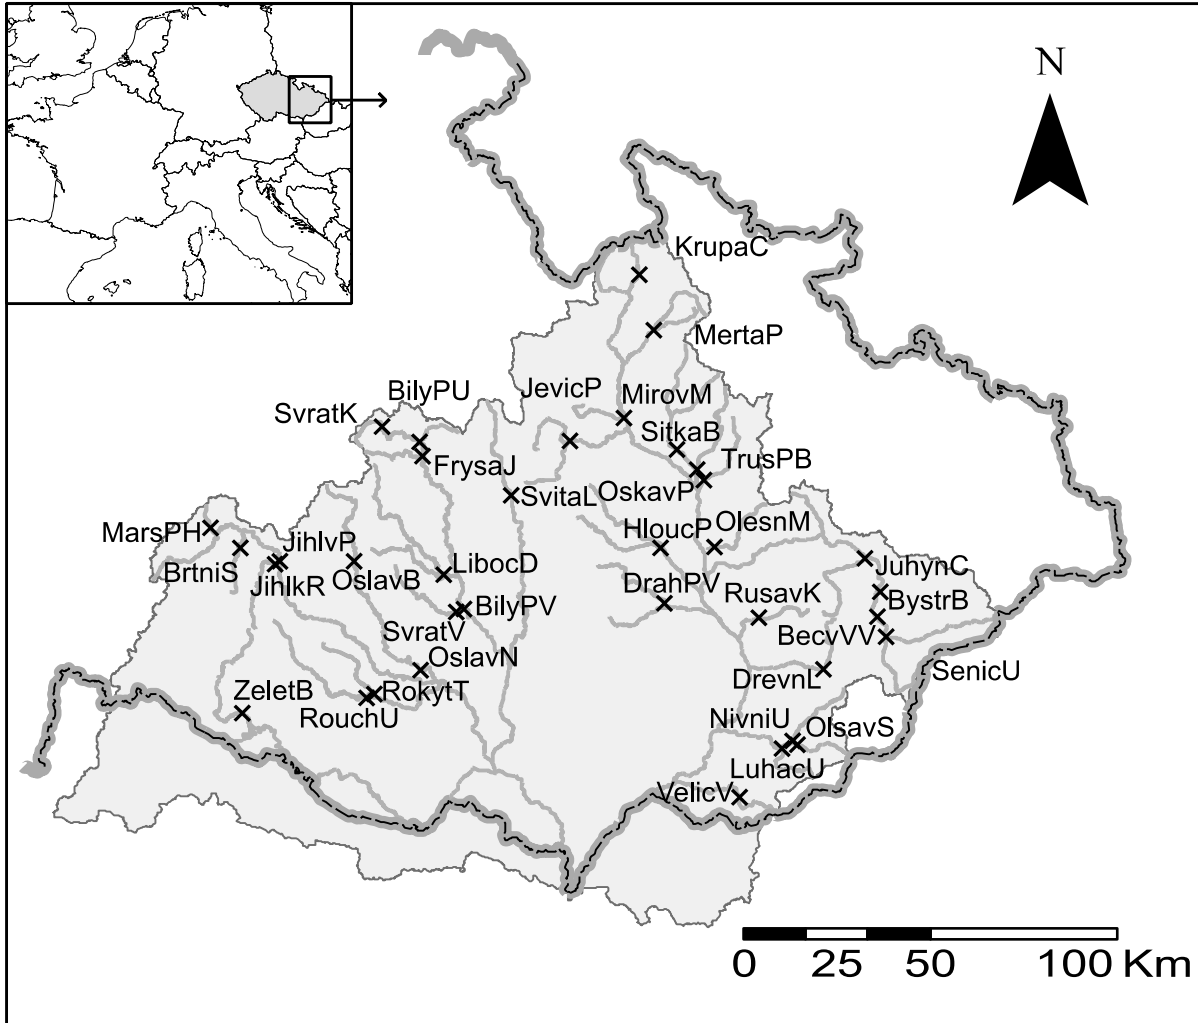 N
KrupaC
MertaP
BilyPU
JevicP
MirovM
SvratK
SitkaB
FrysaJ
TrusPB
SvitaL
OskavP
MarsPH
JihlvP
HloucP
OlesnM
BrtniS
JihlkR
OslavB
LibocD
JuhynC
DrahPV
RusavK
BystrB
BilyPV
SvratV
BecvVV
OslavN
SenicU
DrevnL
ZeletB
RokytT
RouchU
NivniU
OlsavS
LuhacU
VelicV
0 25 50 100 Km